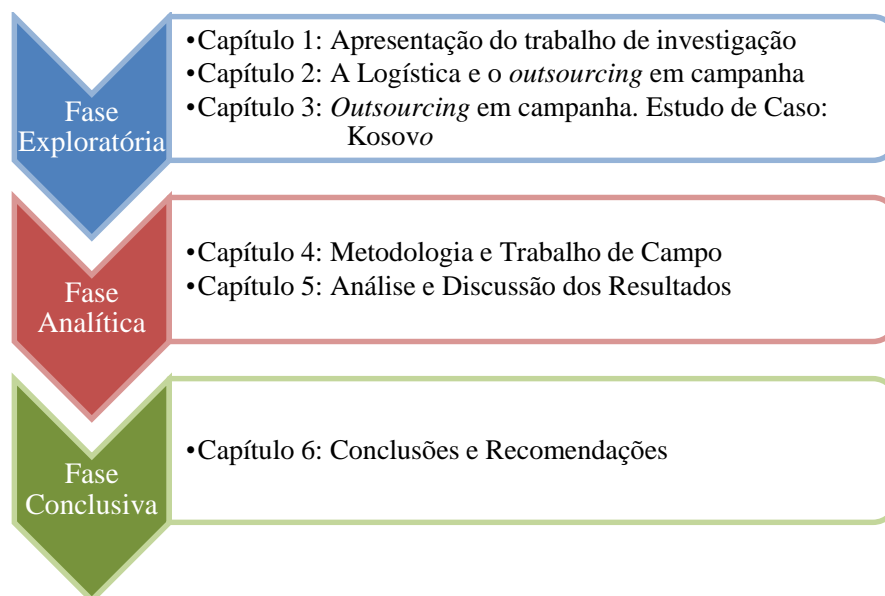 Fase
Exploratória
•Capítulo 1: Apresentação do trabalho de investigação
•Capítulo 2: A Logística e o outsourcing em campanha
•Capítulo 3: Outsourcing em campanha. Estudo de Caso:
Kosovo
Fase
Analítica
•Capítulo 4: Metodologia e Trabalho de Campo
•Capítulo 5: Análise e Discussão dos Resultados
Fase
Conclusiva
•Capítulo 6: Conclusões e Recomendações